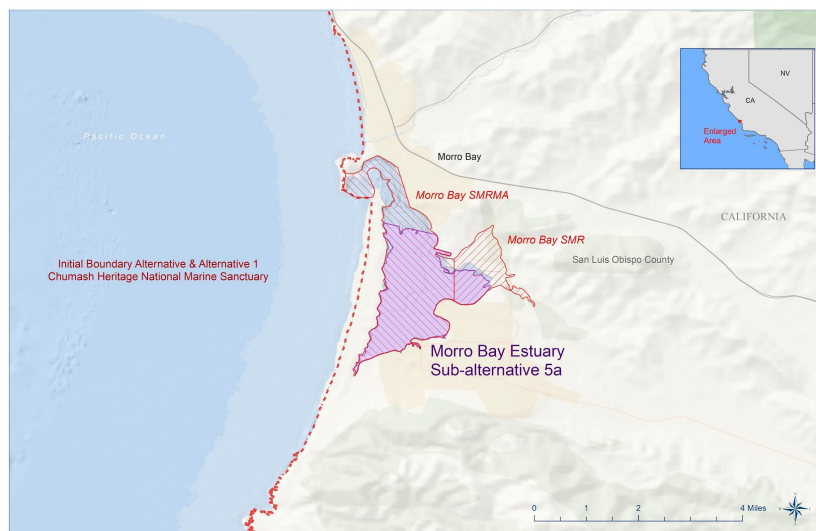 NV
CA
Enlarged
Area
Pacific Ocean
Morro Bay
Morro Bay SMRMA
CALIFORNIA
Morro Bay SMR
Initial Boundary Alternative & Alternative 1
Chumash Heritage National Marine Sanctuary
San Luis Obispo County
Morro Bay Estuary
Sub-alternative 5a
0 1 2 4 Miles